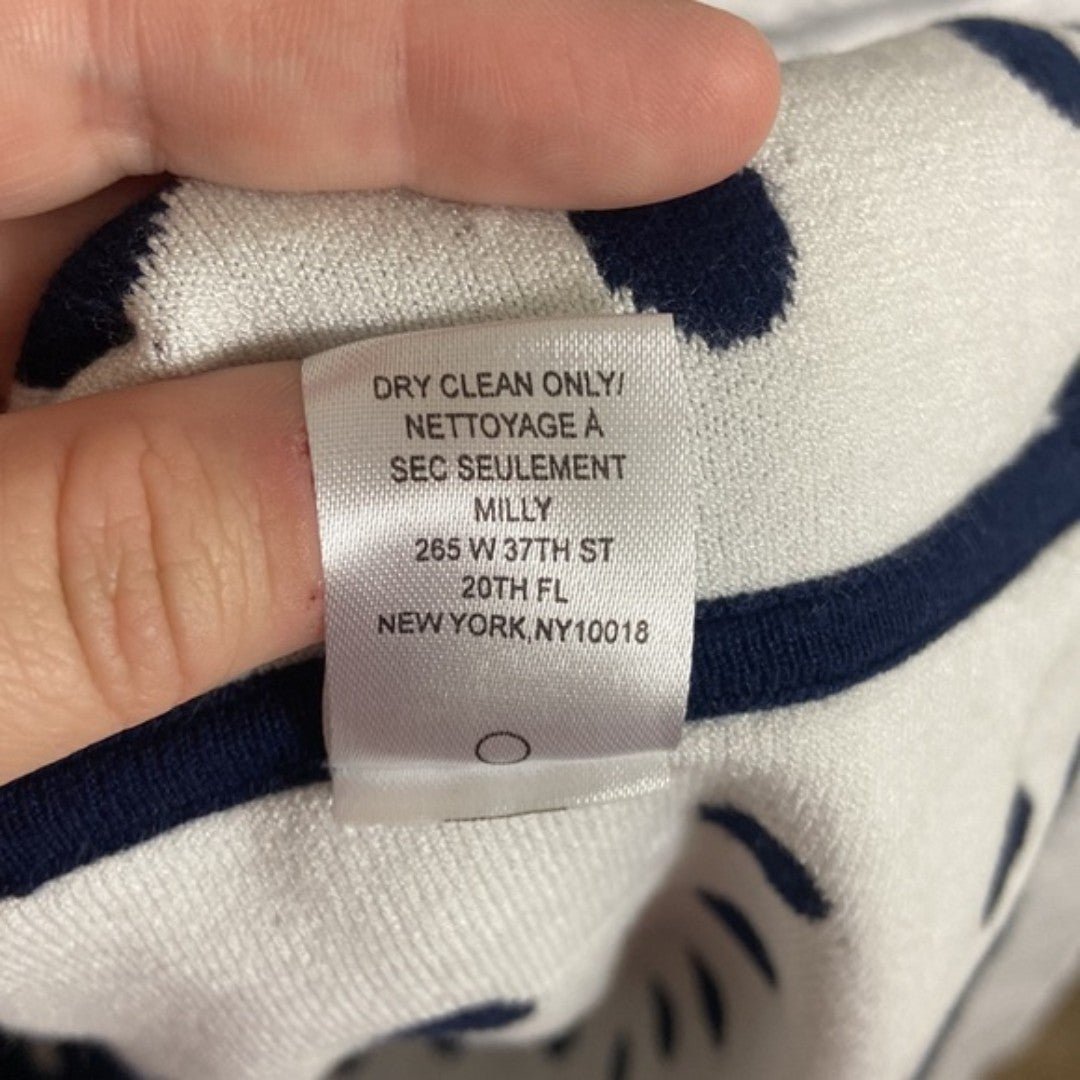 DRY CLEAN ONLY/
NETTOYAGE À
SEC SEULEMENT
MILLY
265 W 37TH ST
20TH FL
NEW YORK,NY10018